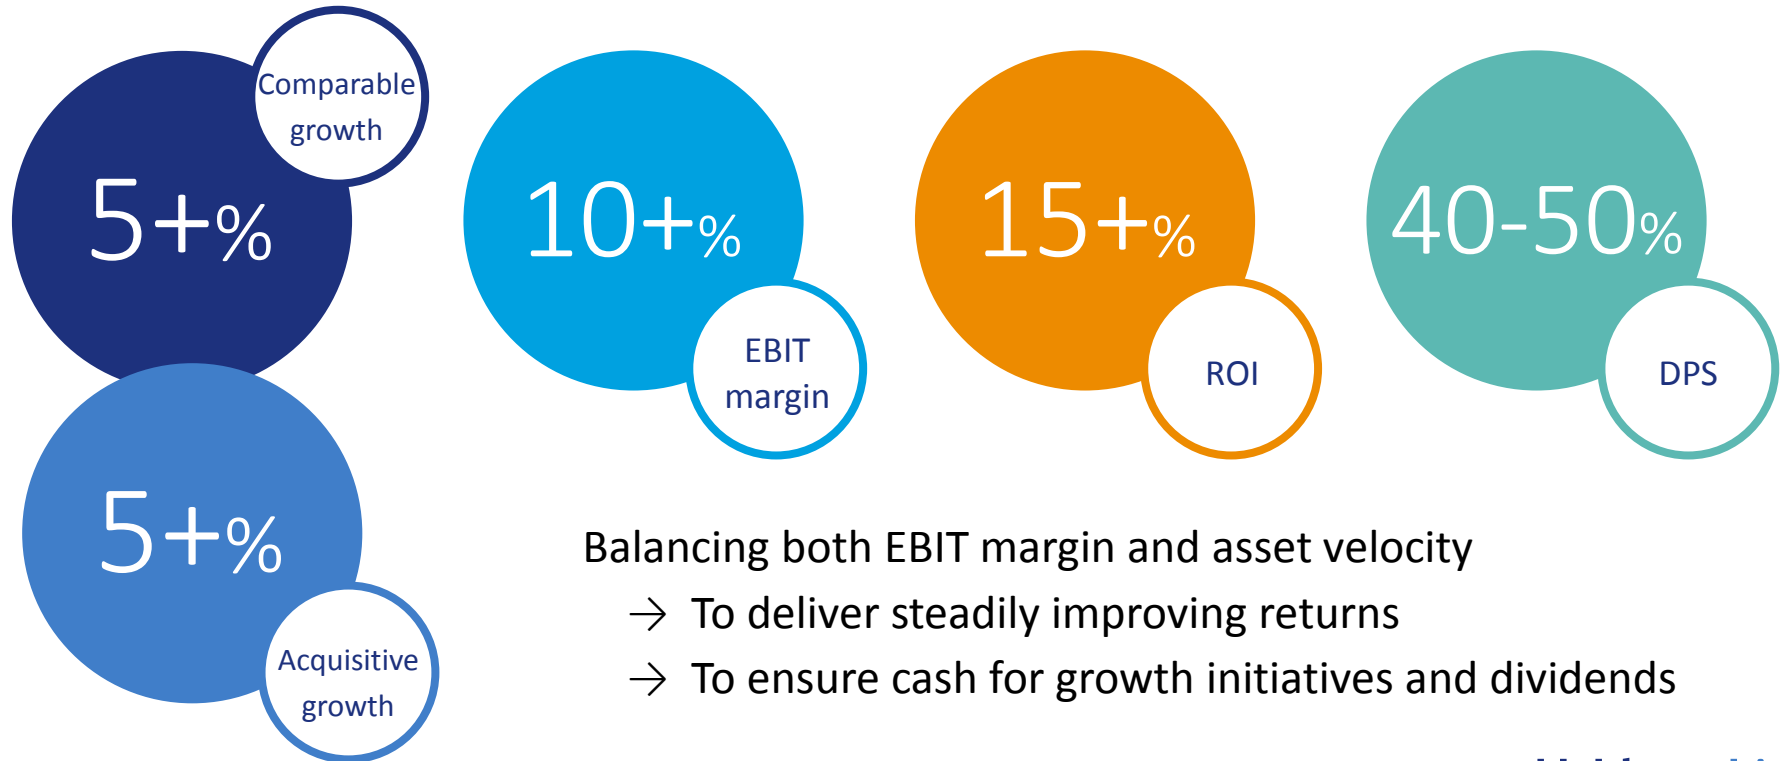 Comparable
growth
5+%
10+%
EBIT
margin
15+%
ROI
40-50%
DPS
5+%
Acquisitive
growth
Balancing both EBIT margin and asset velocity
→ To deliver steadily improving returns
→ To ensure cash for growth initiatives and dividends